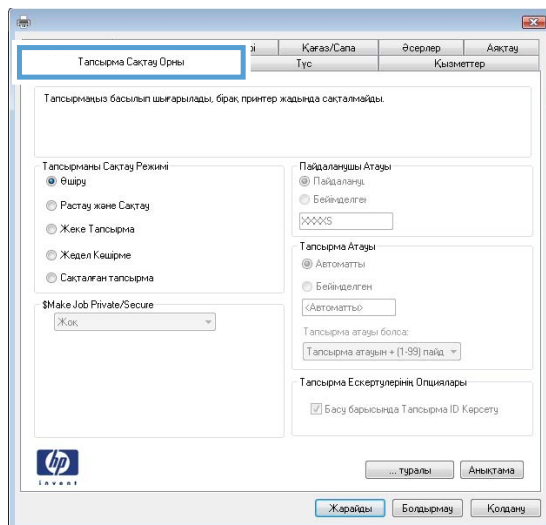 Қағаз/Сапа
Әсерлер
Аяқтау
Тапсырма Сақтау Орны
Түс
Қызметтер
Тапсырмаңыз басылып шығарылады, бірақ принтер жадында сақталмайды.
Тапсырманы Сақтау Режимі
Өшіру
Растау және Сақтау
Жеке Тапсырма
Жедел Көшірме
Сақталған тапсырма
$Make Job Private/Secure
Жоқ
Пайдаланушы Атауы
Пайдалануц
Бейімделген
XXXXS
Тапсырма Атауы
Автоматты
Бейімделген
<Автоматты>
Тапсырма атауы болса:
Тапсырма атауын + (1-99) пайд
Тапсырма Ескертулерінің Опциялары
Басу барысында Тапсырма ID Көрсету
hp
invent
... туралы
Анықтама
Жарайды
Болдырмау
Қолдану